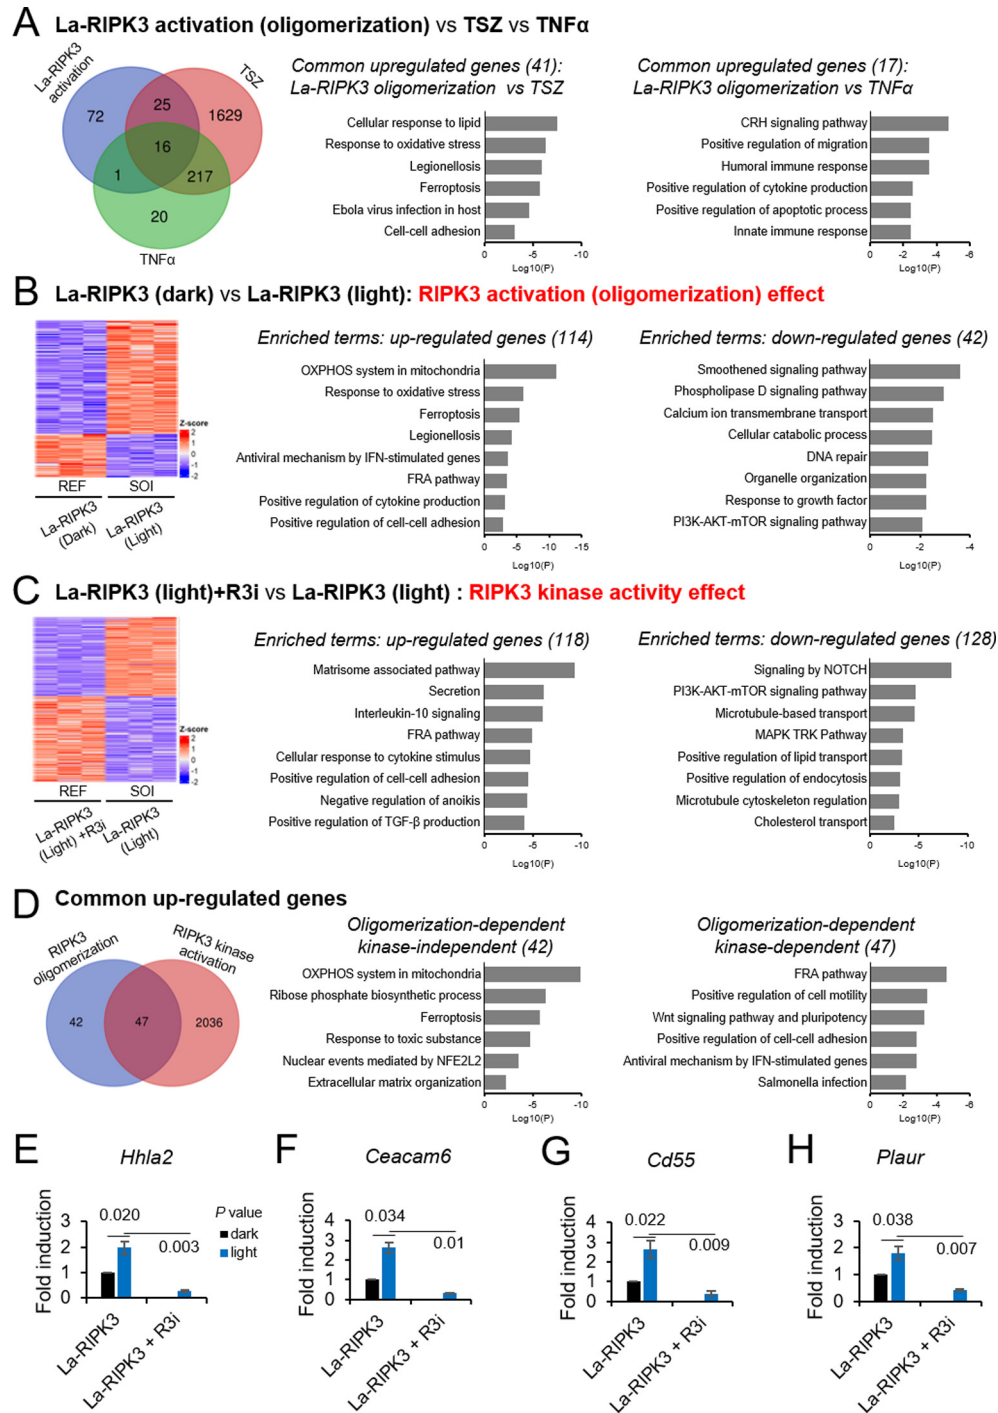 A La-RIPK3 activation (oligomerization) vs TSZ vs TNFα
La-RIPK3
activation
TSZ
72
25
1629
16
1
217
20
TNFα
Common upregulated genes (41):
La-RIPK3 oligomerization vs TSZ
Cellular response to lipid
Response to oxidative stress
Legionellosis
Ferroptosis
Ebola virus infection in host
Cell-cell adhesion
0 -5 -10
Log10(P)
Common upregulated genes (17):
La-RIPK3 oligomerization vs TNFα
CRH signaling pathway
Positive regulation of migration
Humoral immune response
Positive regulation of cytokine production
Positive regulation of apoptotic process
Innate immune response
0 -2 -4 -6
Log10(P)
B La-RIPK3 (dark) vs La-RIPK3 (light): RIPK3 activation (oligomerization) effect
Z-score
2
1
0
-1
-2
REF SOI
La-RIPK3
(Dark)
La-RIPK3
(Light)
Enriched terms: up-regulated genes (114)
OXPHOS system in mitochondria
Response to oxidative stress
Ferroptosis
Legionellosis
Antiviral mechanism by IFN-stimulated genes
FRA pathway
Positive regulation of cytokine production
Positive regulation of cell-cell adhesion
0 -5 -10 -15
Log10(P)
Enriched terms: down-regulated genes (42)
Smoothened signaling pathway
Phospholipase D signaling pathway
Calcium ion transmembrane transport
Cellular catabolic process
DNA repair
Organelle organization
Response to growth factor
PI3K-AKT-mTOR signaling pathway
0 -2 -4
Log10(P)
C La-RIPK3 (light)+R3i vs La-RIPK3 (light) : RIPK3 kinase activity effect
Z-score
2
1
0
-1
-2
REF SOI
La-RIPK3
(Light) +R3i
La-RIPK3
(Light)
Enriched terms: up-regulated genes (118)
Matrisome associated pathway
Secretion
Interleukin-10 signaling
FRA pathway
Cellular response to cytokine stimulus
Positive regulation of cell-cell adhesion
Negative regulation of anoikis
Positive regulation of TGF-β production
0 -5 -10
Log10(P)
Enriched terms: down-regulated genes (128)
Signaling by NOTCH
PI3K-AKT-mTOR signaling pathway
Microtubule-based transport
MAPK TRK Pathway
Positive regulation of lipid transport
Positive regulation of endocytosis
Microtubule cytoskeleton regulation
Cholesterol transport
0 -5 -10
Log10(P)
D Common up-regulated genes
RIPK3
oligomerization
RIPK3 kinase
activation
42
47
2036
Oligomerization-dependent
kinase-independent (42)
OXPHOS system in mitochondria
Ribose phosphate biosynthetic process
Ferroptosis
Response to toxic substance
Nuclear events mediated by NFE2L2
Extracellular matrix organization
0 -5 -10
Log10(P)
Oligomerization-dependent
kinase-dependent (47)
FRA pathway
Positive regulation of cell motility
Wnt signaling pathway and pluripotency
Positive regulation of cell-cell adhesion
Antiviral mechanism by IFN-stimulated genes
Salmonella infection
0 -2 -4 -6
Log10(P)
E Hhla2
Fold induction
3
2
1
0
0.020
0.003
P value
dark
light
La-RIPK3
La-RIPK3 + R3i
F Ceacam6
Fold induction
4
3
2
1
0
0.034
0.01
La-RIPK3
La-RIPK3 + R3i
G Cd55
Fold induction
4
3
2
1
0
0.022
0.009
La-RIPK3
La-RIPK3 + R3i
H Plaur
Fold induction
3
2
1
0
0.038
0.007
La-RIPK3
La-RIPK3 + R3i